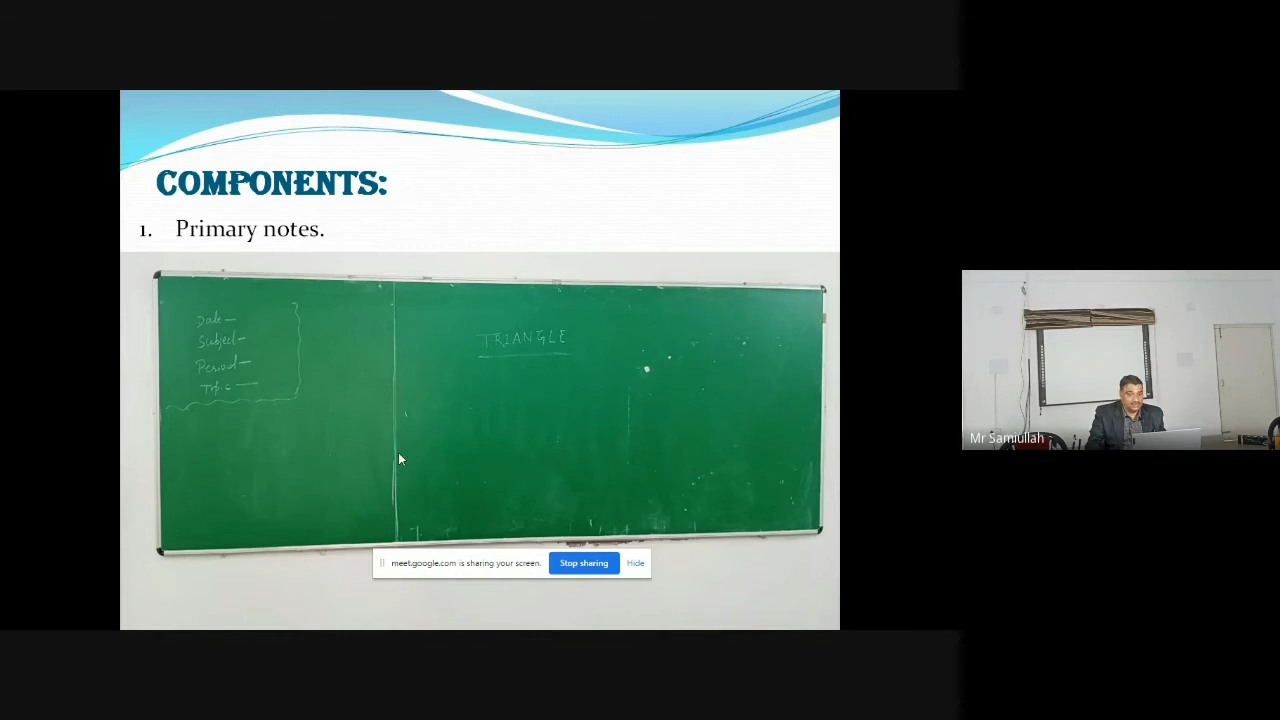 COMPONENTS:
1. Primary notes.
Date —
Subject —
Period —
Topic —
TRIANGLE
meet.google.com is sharing your screen.
Stop sharing
Hide
Mr Samiullah